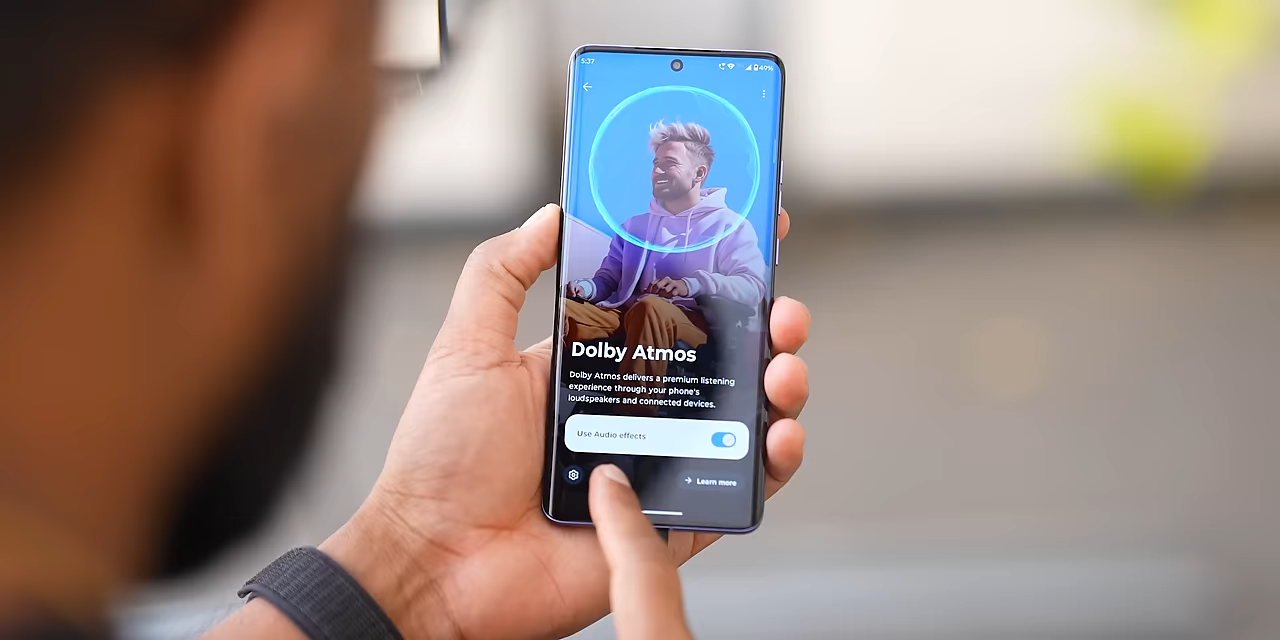 5:37
49%
Dolby Atmos
Dolby Atmos delivers a premium listening
experience through your phone's
loudspeakers and connected devices.
Use Audio effects
Learn more